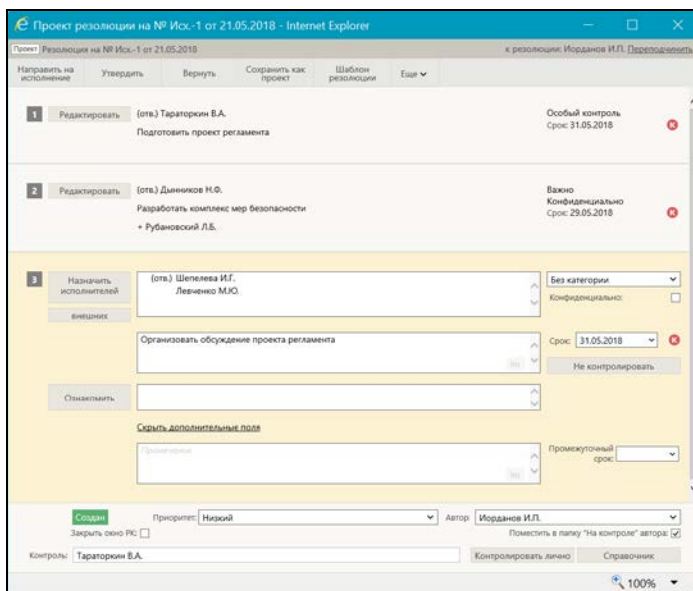 Проект резолюции на № Исх.-1 от 21.05.2018 - Internet Explorer
Проект Резолюция на № Исх.-1 от 21.05.2018 к резолюции: Иорданов И.П. Переподчинить
Направить на исполнение Утвердить Вернуть Сохранить как проект Шаблон резолюции Еще
1 Редактировать (отв.) Тараторкин В.А. Особый контроль
Подготовить проект регламента Срок: 31.05.2018
2 Редактировать (отв.) Дынников Н.Ф. Важно
Разработать комплекс мер безопасности Конфиденциально
+ Рубановский Л.Б. Срок: 29.05.2018
3 Назначить исполнителей (отв.) Шепелева И.Г. Без категории
Левченко М.Ю. Конфиденциально:
внешних
Организовать обсуждение проекта регламента Срок: 31.05.2018
Не контролировать
Ознакомить
Скрыть дополнительные поля
Примечание Промежуточный срок:
Создан Приоритет: Низкий Автор: Иорданов И.П.
Закрыть окно РК: Поместить в папку "На контроле" автора:
Контроль: Тараторкин В.А. Контролировать лично Справочник
100%